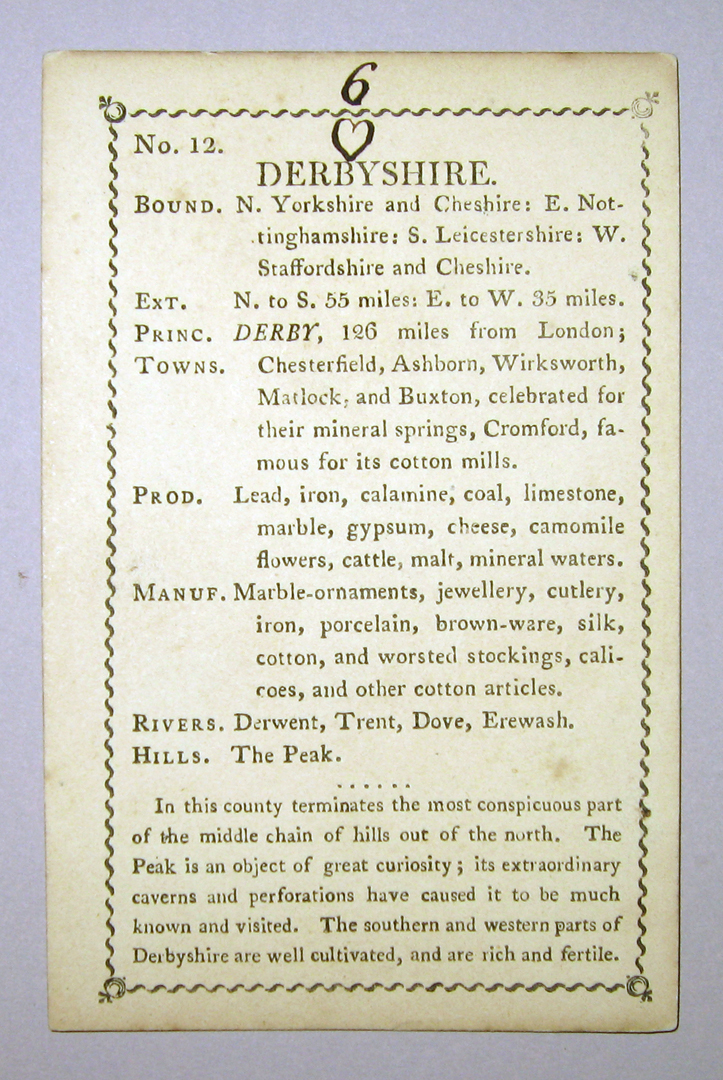 6
No. 12.
♡
DERBYSHIRE.
BOUND. N. Yorkshire and Cheshire: E. Not-
tinghamshire: S. Leicestershire: W.
Staffordshire and Cheshire.
EXT. N. to S. 55 miles: E. to W. 35 miles.
PRINC. DERBY, 126 miles from London;
TOWNS. Chesterfield, Ashborn, Wirksworth,
Matlock, and Buxton, celebrated for
their mineral springs, Cromford, fa-
mous for its cotton mills.
PROD. Lead, iron, calamine, coal, limestone,
marble, gypsum, cheese, camomile
flowers, cattle, malt, mineral waters.
MANUF. Marble-ornaments, jewellery, cutlery,
iron, porcelain, brown-ware, silk,
cotton, and worsted stockings, cali-
coes, and other cotton articles.
RIVERS. Derwent, Trent, Dove, Erewash.
HILLS. The Peak.
......
In this county terminates the most conspicuous part
of the middle chain of hills out of the north. The
Peak is an object of great curiosity; its extraordinary
caverns and perforations have caused it to be much
known and visited. The southern and western parts of
Derbyshire are well cultivated, and are rich and fertile.